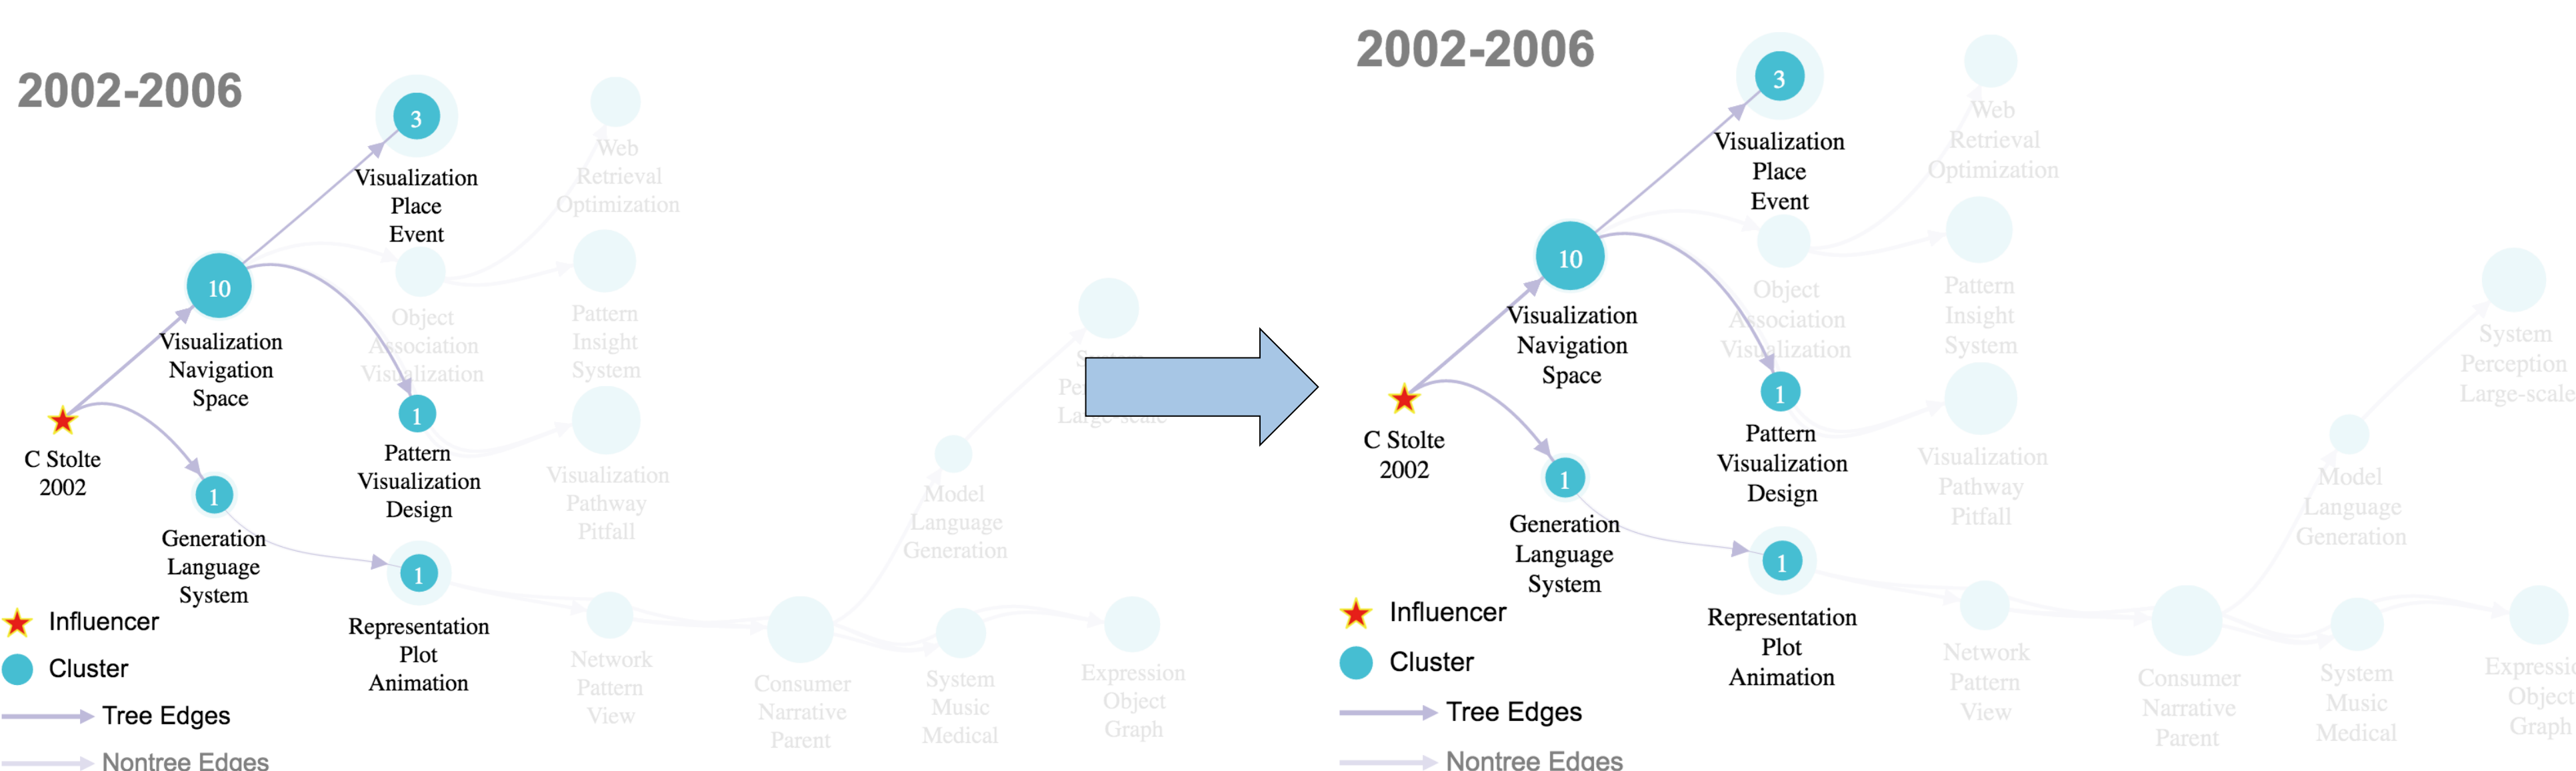 2002-2006
3
Visualization
Place
Event
Web
Retrieval
Optimization
10
Visualization
Navigation
Space
Object
Association
Visualization
Pattern
Insight
System
C Stolte
2002
1
Pattern
Visualization
Design
Visualization
Pathway
Pitfall
1
Generation
Language
System
1
Representation
Plot
Animation
Network
Pattern
View
Consumer
Narrative
Parent
Model
Language
Generation
Large-scale
System
Music
Medical
Expression
Object
Graph
Influencer
Cluster
Tree Edges
Nontree Edges
2002-2006
3
Visualization
Place
Event
Web
Retrieval
Optimization
10
Visualization
Navigation
Space
Object
Association
Visualization
Pattern
Insight
System
C Stolte
2002
1
Pattern
Visualization
Design
Visualization
Pathway
Pitfall
1
Generation
Language
System
1
Representation
Plot
Animation
Network
Pattern
View
Consumer
Narrative
Parent
Model
Language
Generation
System
Perception
Large-scale
System
Music
Medical
Object
Graph
Influencer
Cluster
Tree Edges
Nontree Edges